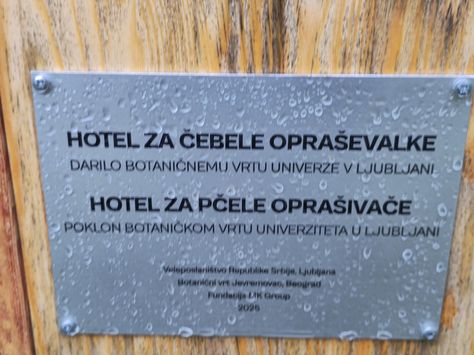 HOTEL ZA ČEBELE OPRAŠEVALKE
DARILO BOTANIČNEMU VRTU UNIVERZE V LJUBLJANI
HOTEL ZA PČELE OPRAŠIVAČE
POKLON BOTANIČKOM VRTU UNIVERZITETA U LJUBLJANI
Veleposlaništvo Republike Srbije, Ljubljana
Botanični vrt Jevremovac, Beograd
Fundacija MK Group
2025